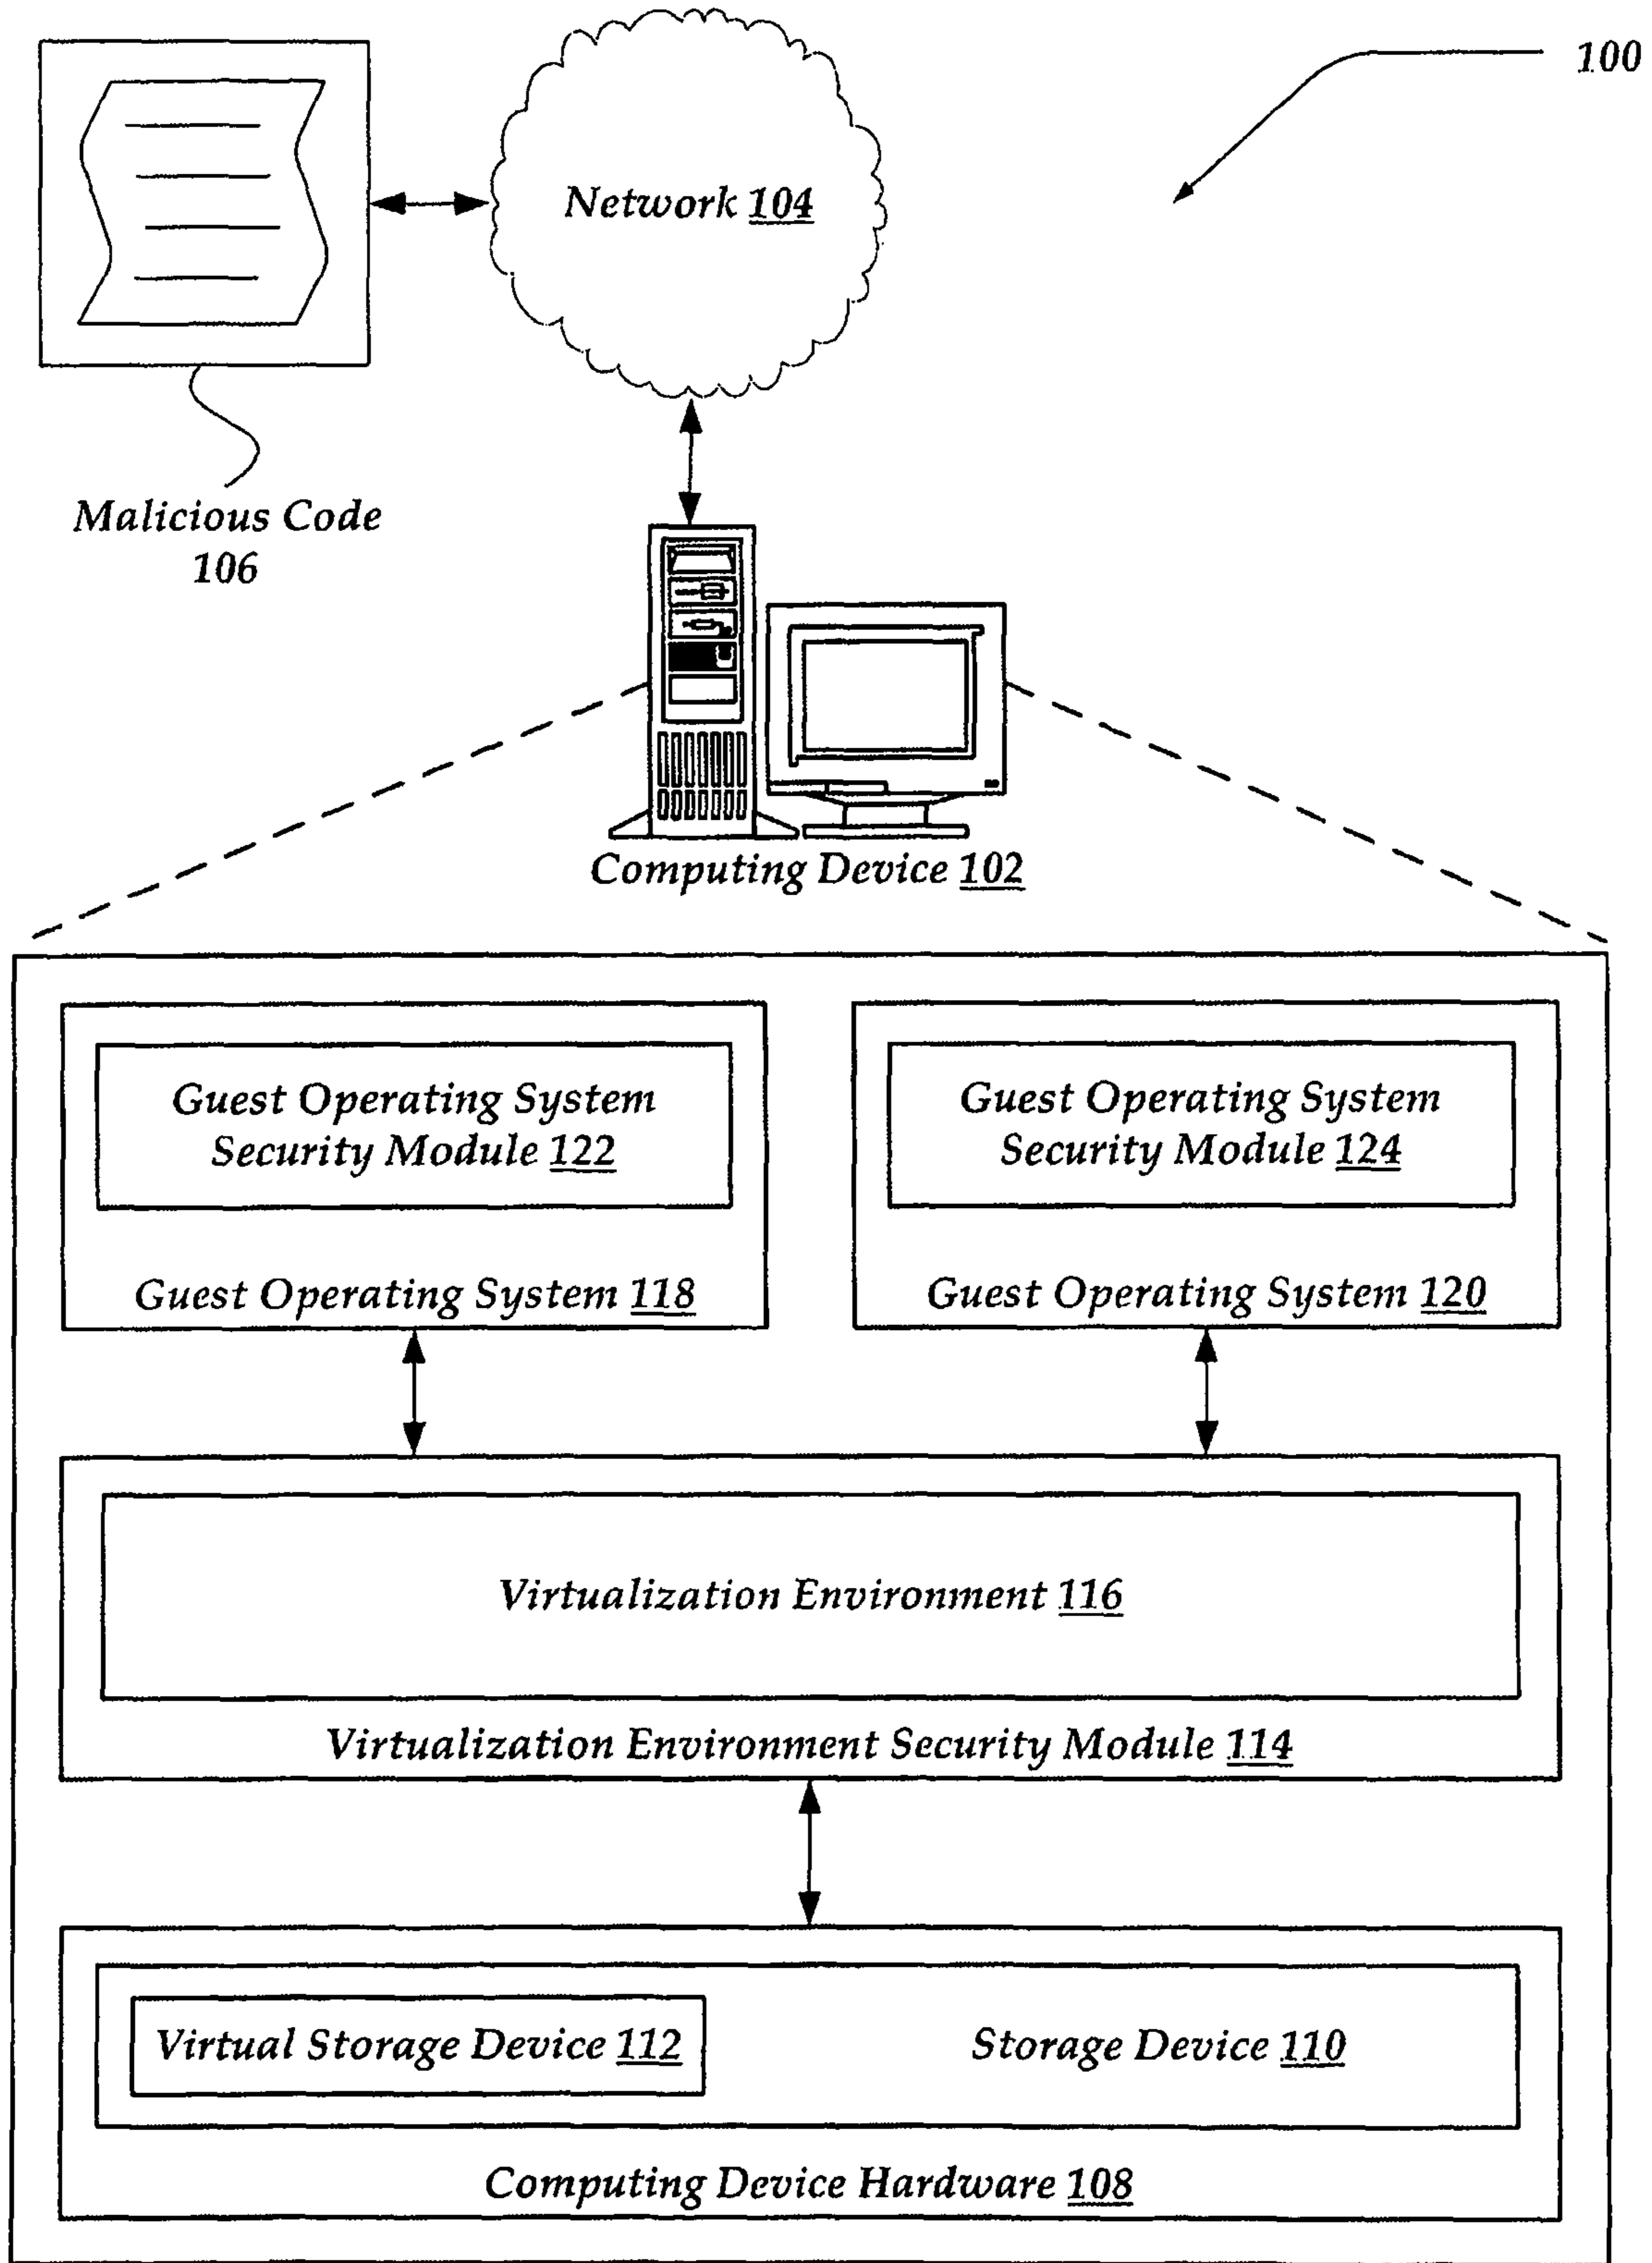 100
Network 104
Malicious Code
106
Computing Device 102
Guest Operating System
Security Module 122
Guest Operating System 118
Guest Operating System
Security Module 124
Guest Operating System 120
Virtualization Environment 116
Virtualization Environment Security Module 114
Virtual Storage Device 112
Storage Device 110
Computing Device Hardware 108